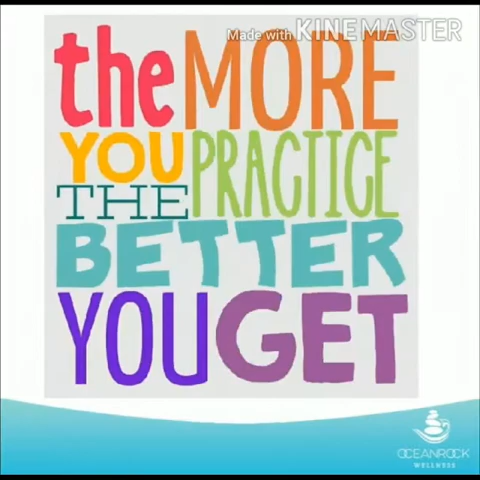 Made with KINEMASTER
the MORE
YOU PRACTICE
THE
BETTER
YOU GET
OCEANROCK
WELLNESS